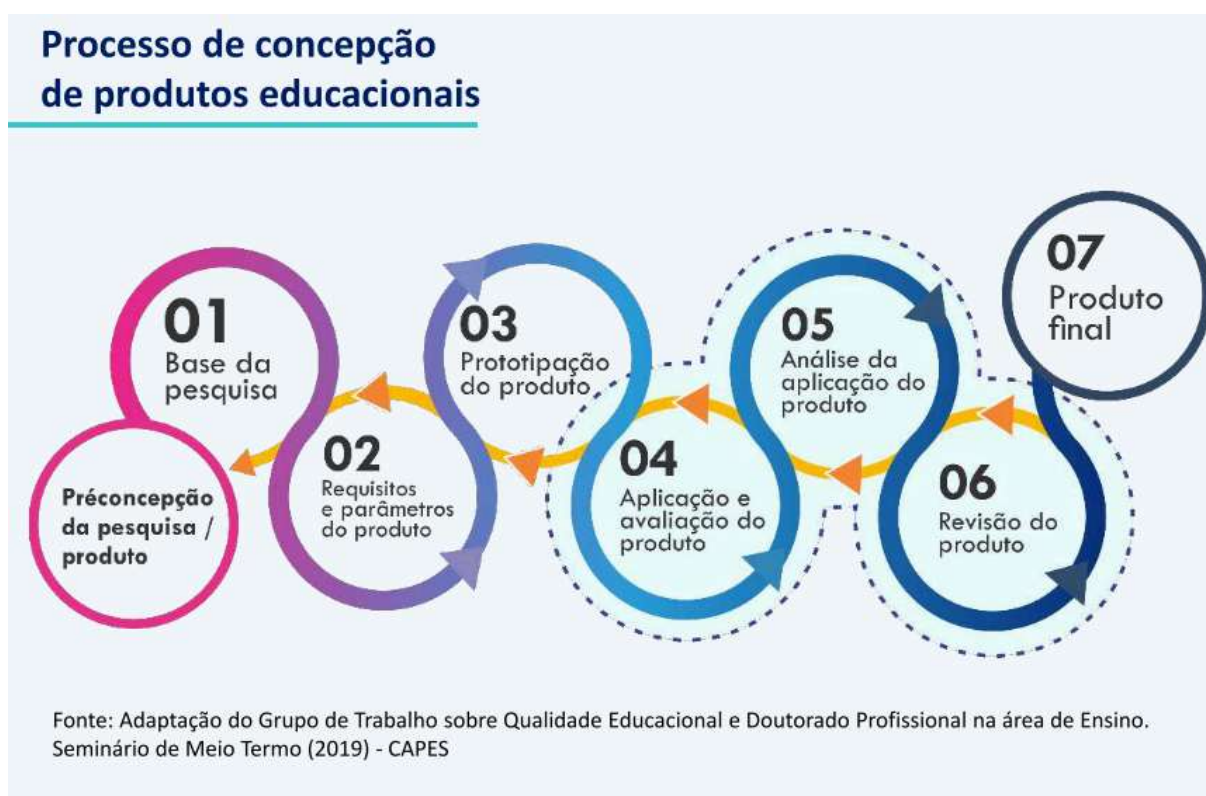 Processo de concepção
de produtos educacionais
Préconcepção
da pesquisa /
produto
01
Base da
pesquisa
02
Requisitos
e parâmetros
do produto
03
Prototipação
do produto
04
Aplicação e
avaliação do
produto
05
Análise da
aplicação do
produto
06
Revisão do
produto
07
Produto
final
Fonte: Adaptação do Grupo de Trabalho sobre Qualidade Educacional e Doutorado Profissional na área de Ensino.
Seminário de Meio Termo (2019) - CAPES